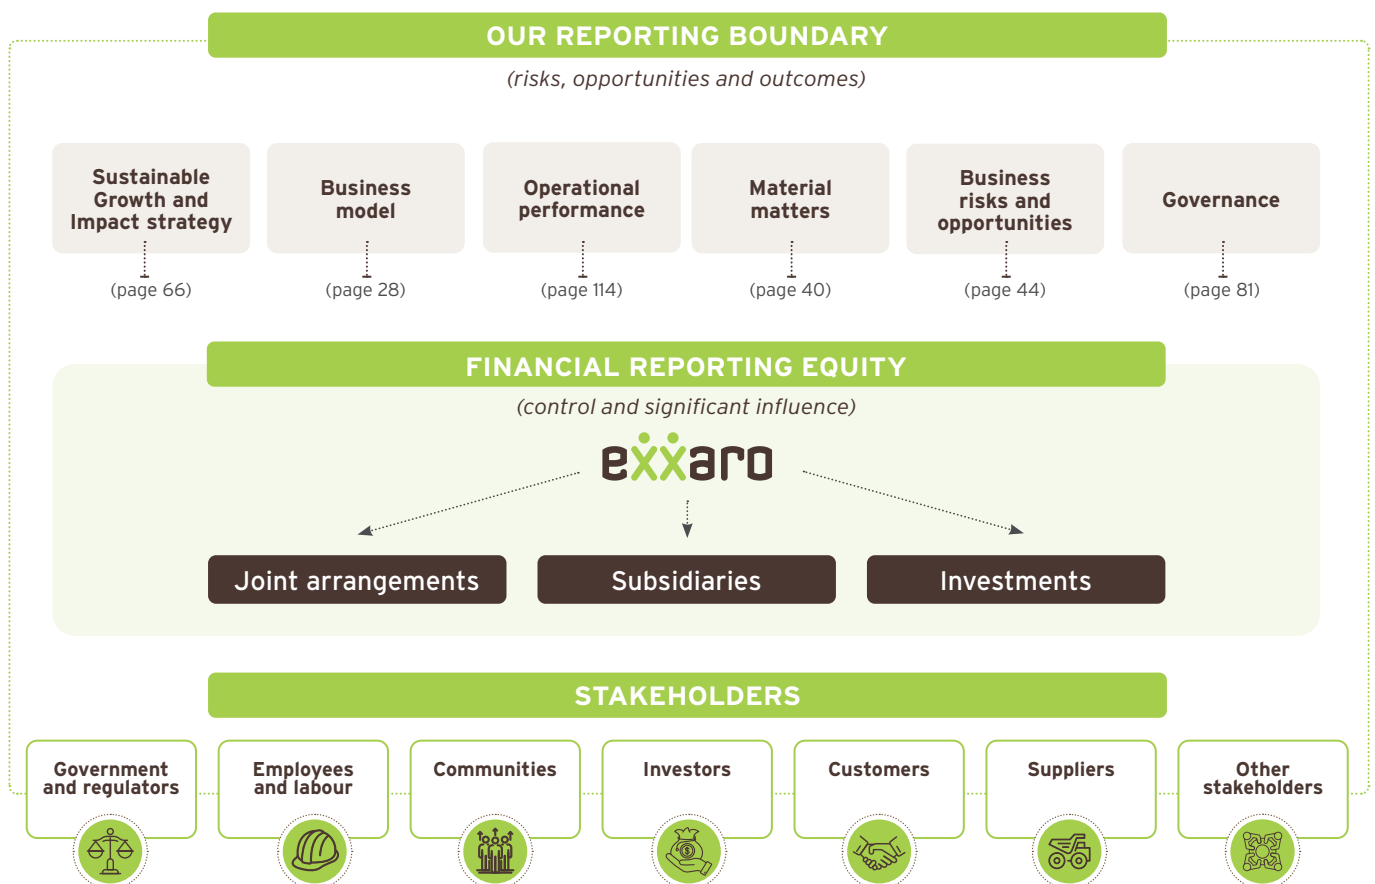 OUR REPORTING BOUNDARY
(risks, opportunities and outcomes)
Sustainable
Growth and
Impact strategy
(page 66)
Business
model
(page 28)
Operational
performance
(page 114)
Material
matters
(page 40)
Business
risks and
opportunities
(page 44)
Governance
(page 81)
FINANCIAL REPORTING EQUITY
(control and significant influence)
exxaro
Joint arrangements
Subsidiaries
Investments
STAKEHOLDERS
Government
and regulators
Employees
and labour
Communities
Investors
$
Customers
Suppliers
Other
stakeholders